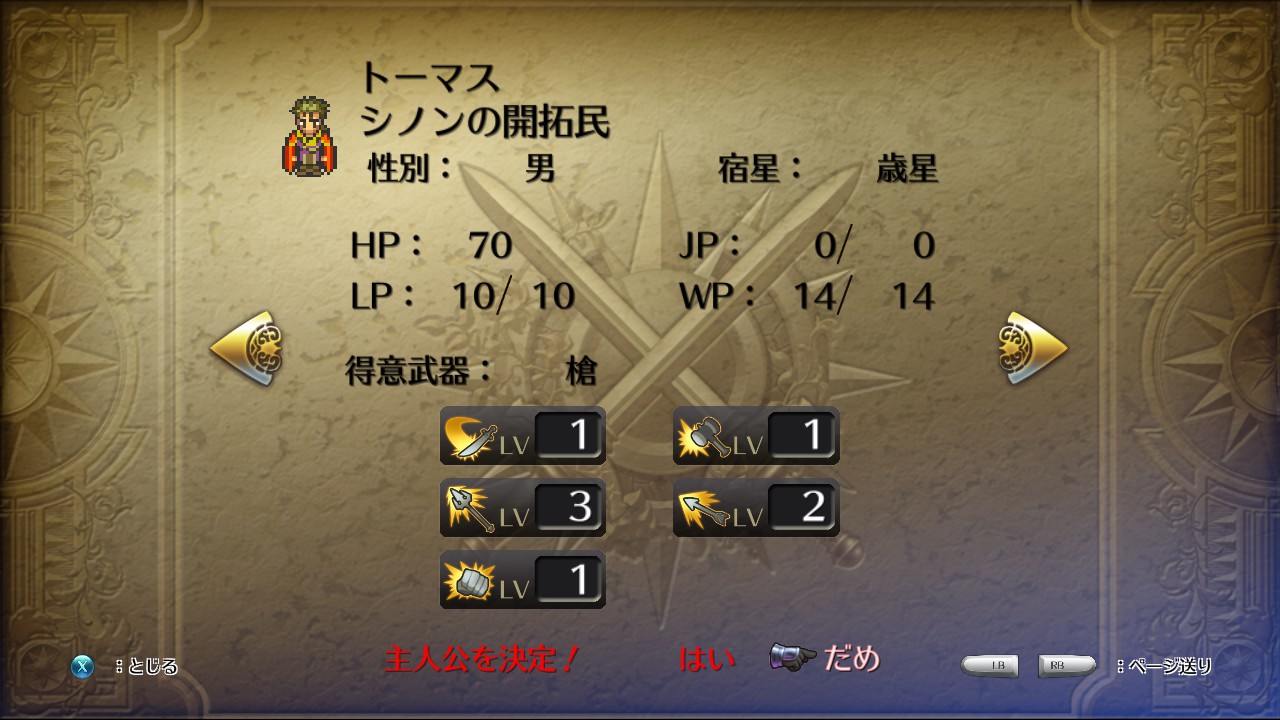 トーマス
シノンの開拓民
性別： 男 宿星： 歳星
HP： 70 JP： 0/ 0
LP： 10/ 10 WP： 14/ 14
得意武器： 槍
LV 1 LV 1
LV 3 LV 2
LV 1
主人公を決定！ はい だめ
X ：とじる LB RB ：ページ送り